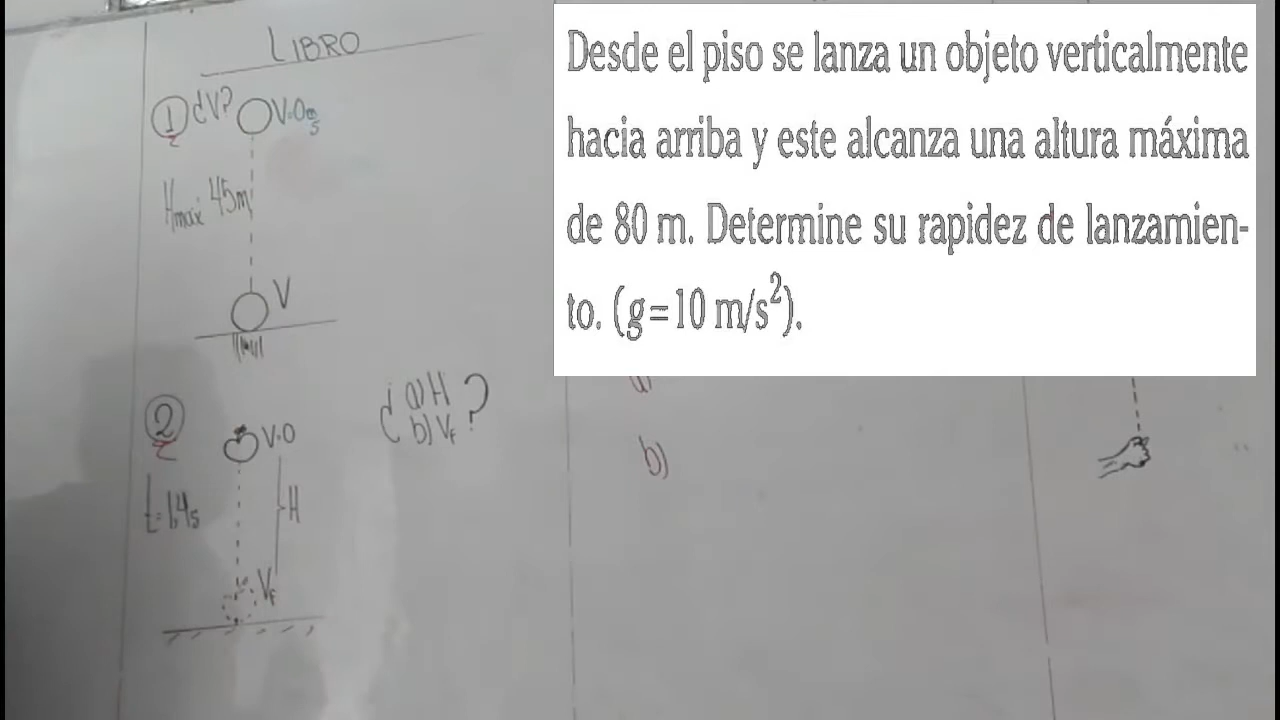 LIBRO
1 ¿V? V=0 m/s
Hmáx 45m
V
2 V=0
t=1,4s
H
Vf
¿ a) H
b) Vf ?
Desde el piso se lanza un objeto verticalmente
hacia arriba y este alcanza una altura máxima
de 80 m. Determine su rapidez de lanzamien-
to. (g=10 m/s²).
b)